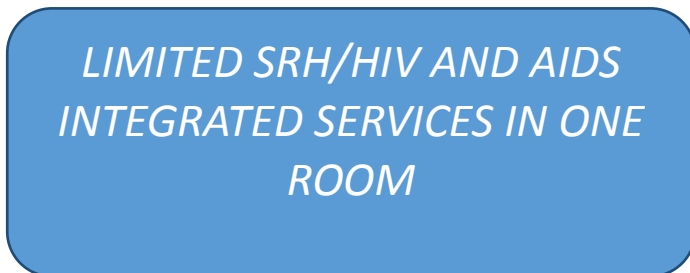 LIMITED SRH/HIV AND AIDS
INTEGRATED SERVICES IN ONE
ROOM